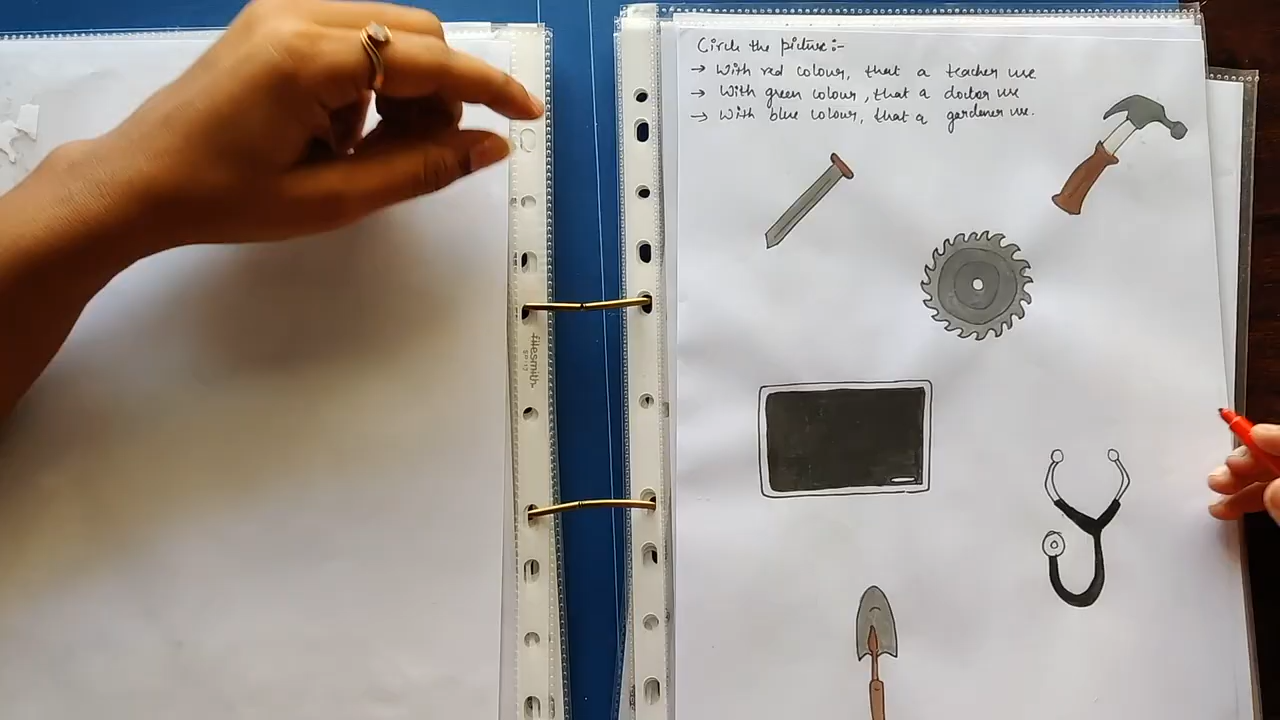 Circle the picture:-
→ With red colour, that a teacher use
→ With green colour, that a doctor use
→ With blue colour, that a gardener use.
filesmith